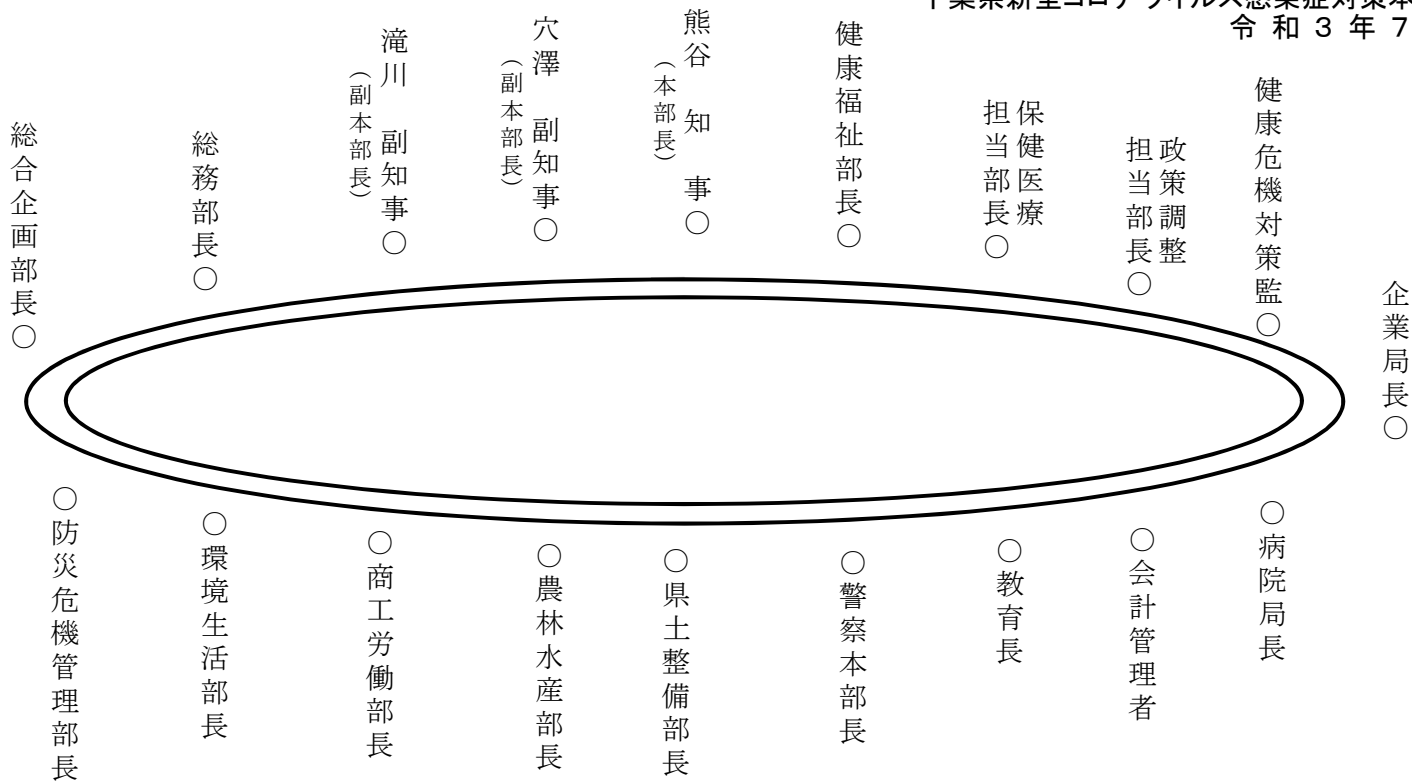 千葉県新型コロナウイルス感染症対策本
令和３年７
総合企画部長○
総務部長○
滝川 副知事○
(副本部長)
穴澤 副知事○
(副本部長)
熊谷 知 事○
(本部長)
健康福祉部長○
保健医療
担当部長○
政策調整
担当部長○
健康危機対策監○
企業局長○
○防災危機管理部長
○環境生活部長
○商工労働部長
○農林水産部長
○県土整備部長
○警察本部長
○教育長
○会計管理者
○病院局長